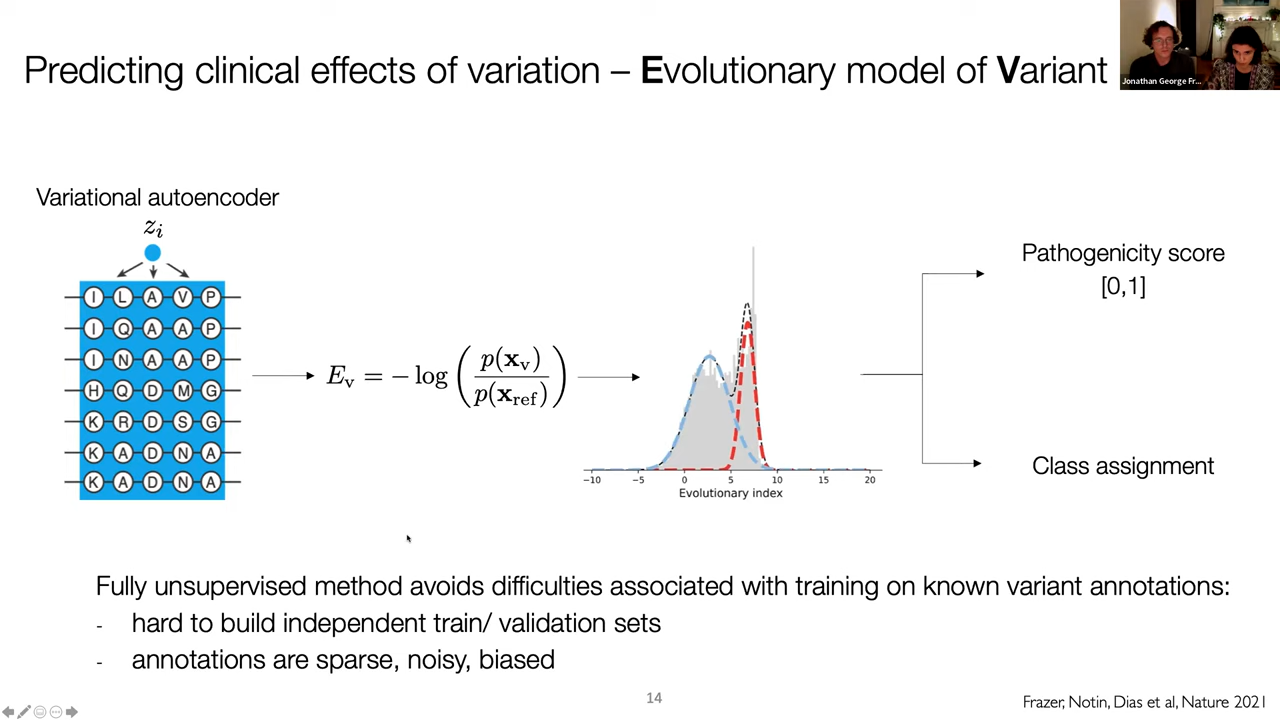 Predicting clinical effects of variation – Evolutionary model of Variant
Jonathan George Fr...
Variational autoencoder
z_i
I L A V P
I Q A A P
I N A A P
H Q D M G
K R D S G
K A D N A
K A D N A
E_v = − log ( p(x_v) / p(x_ref) )
−10 −5 0 5 10 15 20
Evolutionary index
Pathogenicity score
[0,1]
Class assignment
Fully unsupervised method avoids difficulties associated with training on known variant annotations:
- hard to build independent train/ validation sets
- annotations are sparse, noisy, biased
14
Frazer, Notin, Dias et al, Nature 2021